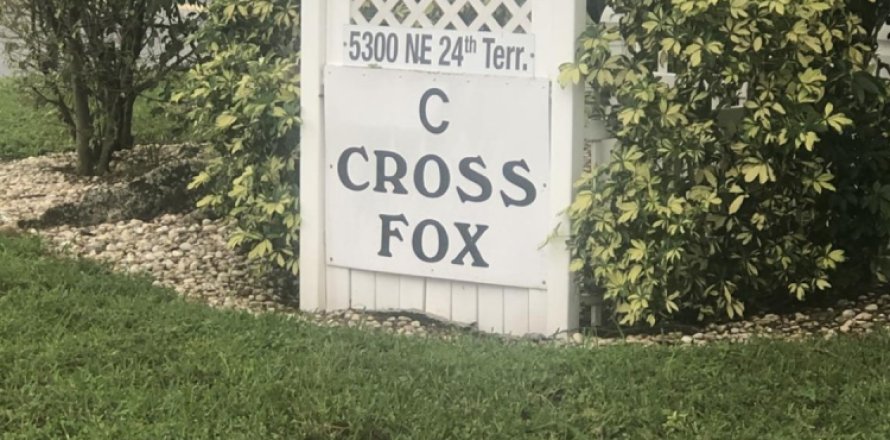 5300 NE 24th Terr.
C
CROSS
FOX